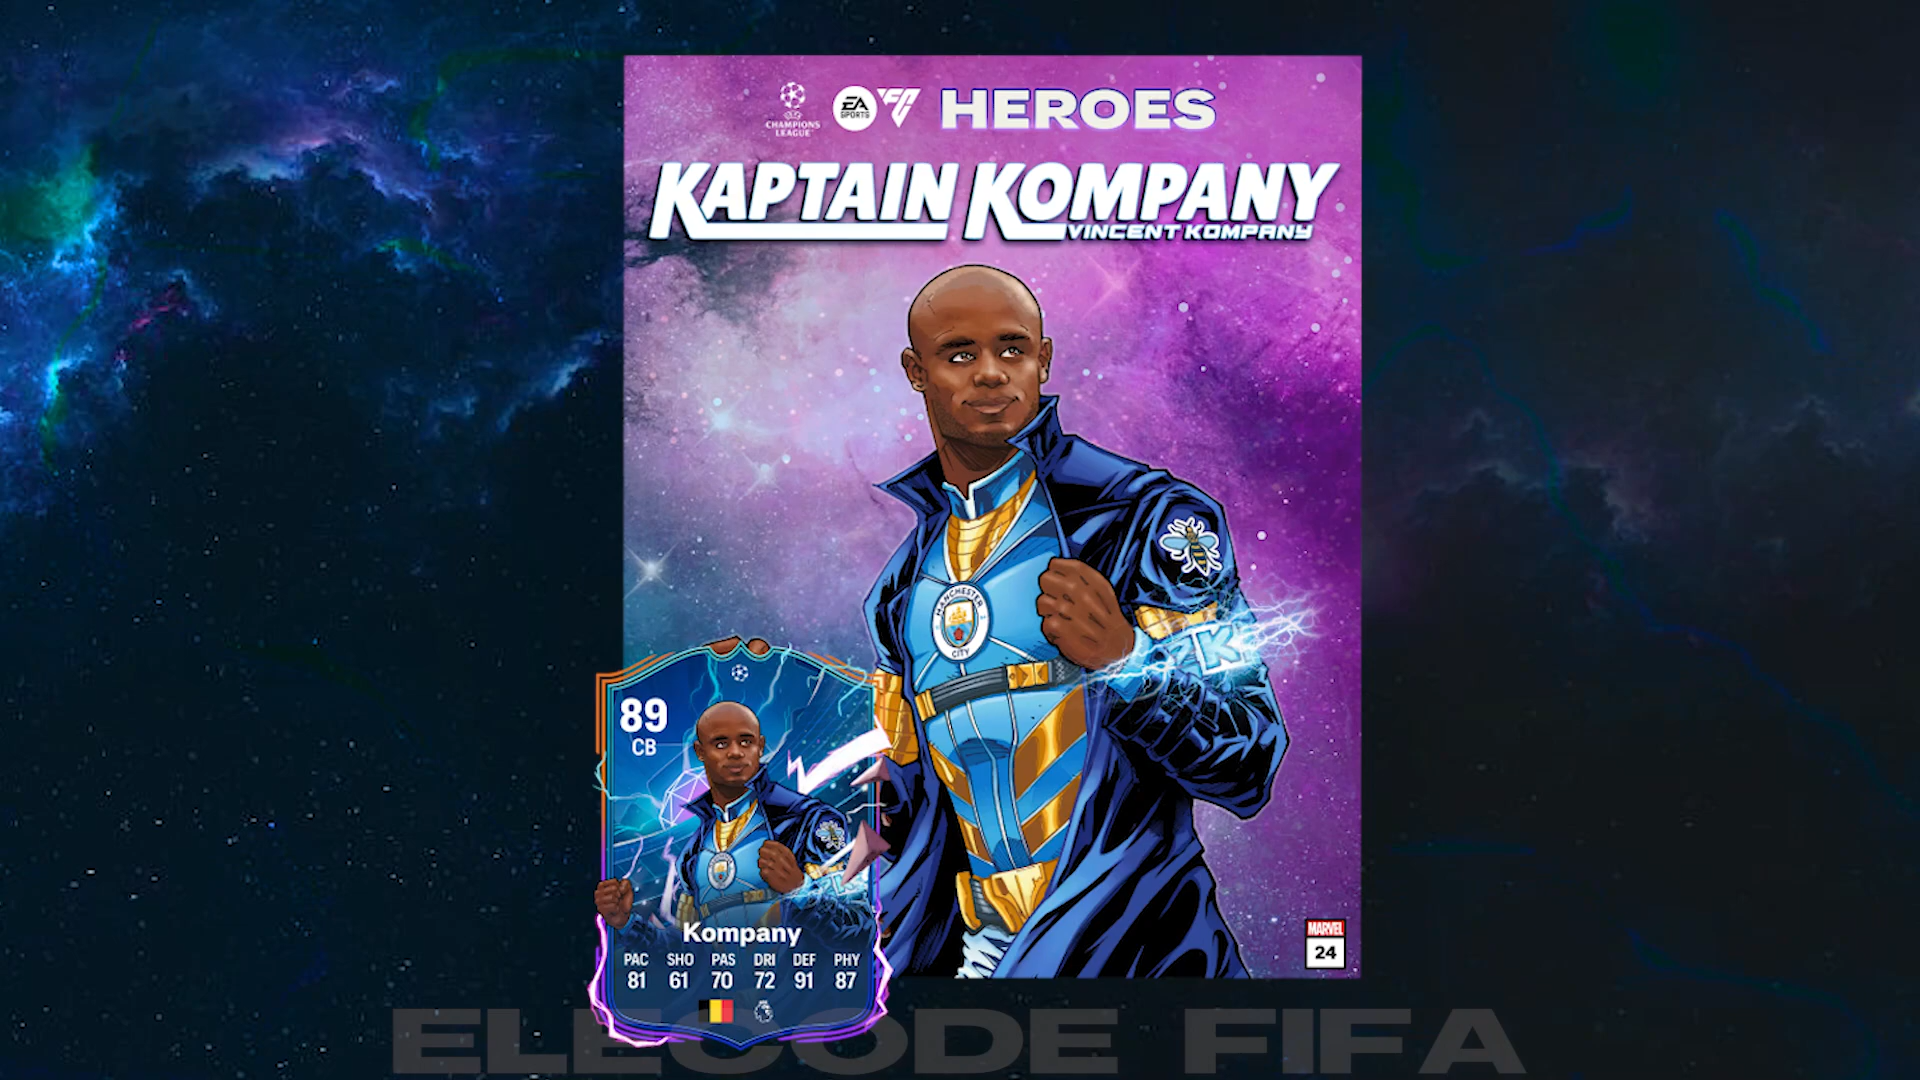 CHAMPIONS
LEAGUE
EA
SPORTS
FC
HEROES
KAPTAIN KOMPANY
VINCENT KOMPANY
MANCHESTER
CITY
K
89
CB
Kompany
PAC SHO PAS DRI DEF PHY
81 61 70 72 91 87
MARVEL
24
ELECODE FIFA